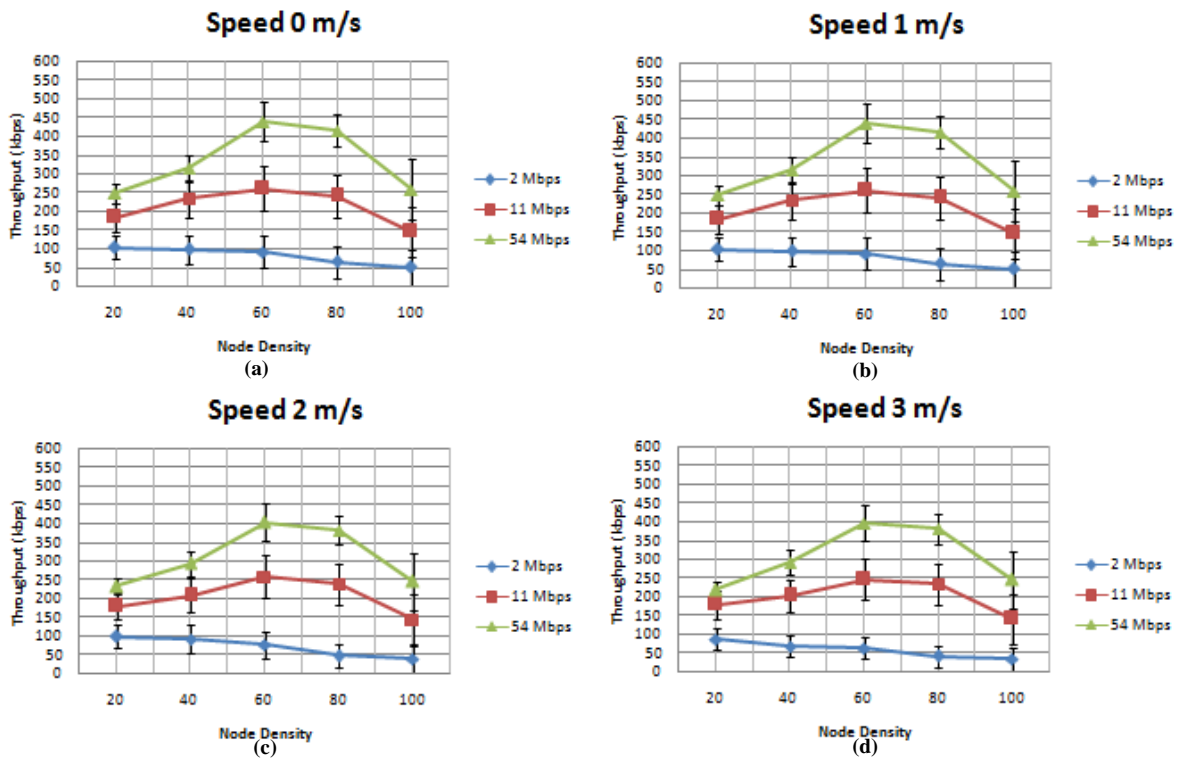 Speed 0 m/s
Throughput (kbps)
600
550
500
450
400
350
300
250
200
150
100
50
0
20 40 60 80 100
Node Density
2 Mbps
11 Mbps
54 Mbps
(a)
Speed 1 m/s
Throughput (kbps)
600
550
500
450
400
350
300
250
200
150
100
50
0
20 40 60 80 100
Node Density
2 Mbps
11 Mbps
54 Mbps
(b)
Speed 2 m/s
Throughput (kbps)
600
550
500
450
400
350
300
250
200
150
100
50
0
20 40 60 80 100
Node Density
2 Mbps
11 Mbps
54 Mbps
(c)
Speed 3 m/s
Throughput (kbps)
600
550
500
450
400
350
300
250
200
150
100
50
0
20 40 60 80 100
Node Density
2 Mbps
11 Mbps
54 Mbps
(d)